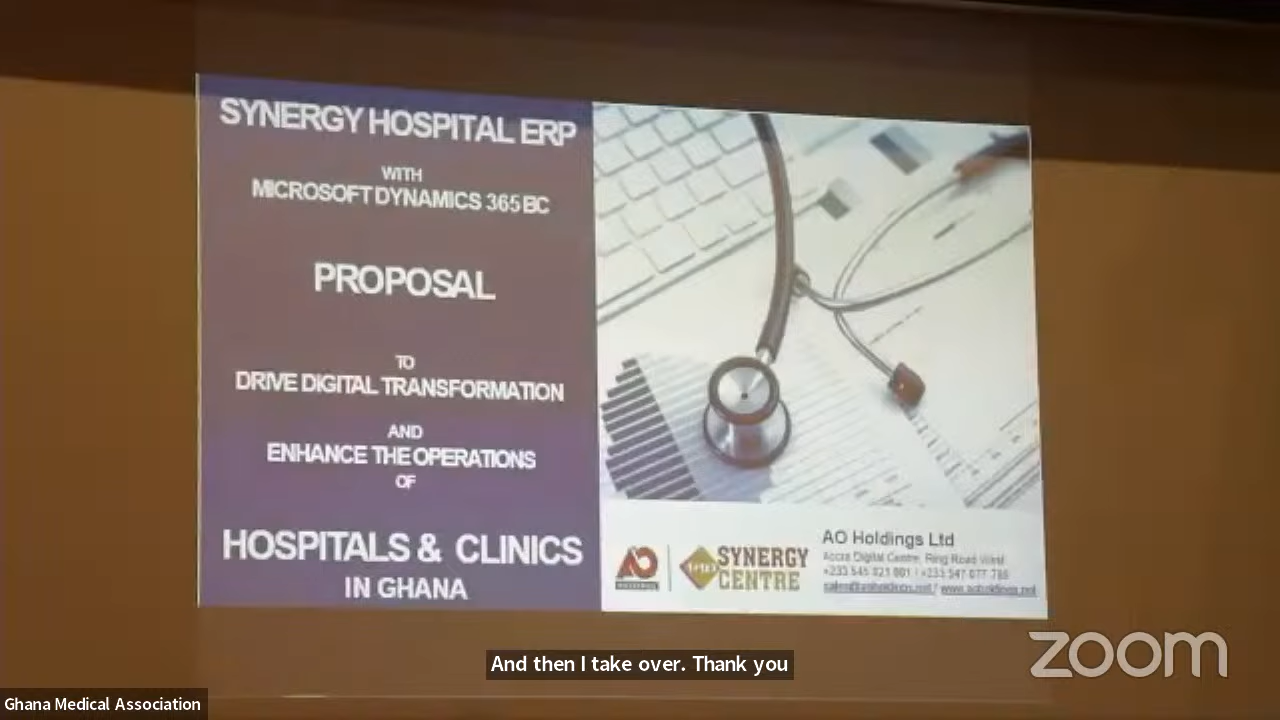 SYNERGY HOSPITAL ERP
WITH
MICROSOFT DYNAMICS 365 BC
PROPOSAL
TO
DRIVE DIGITAL TRANSFORMATION
AND
ENHANCE THE OPERATIONS
OF
HOSPITALS & CLINICS
IN GHANA
AO
SYNERGY
CENTRE
AO Holdings Ltd
Accra Digital Centre, Ring Road West
And then I take over. Thank you
zoom
Ghana Medical Association